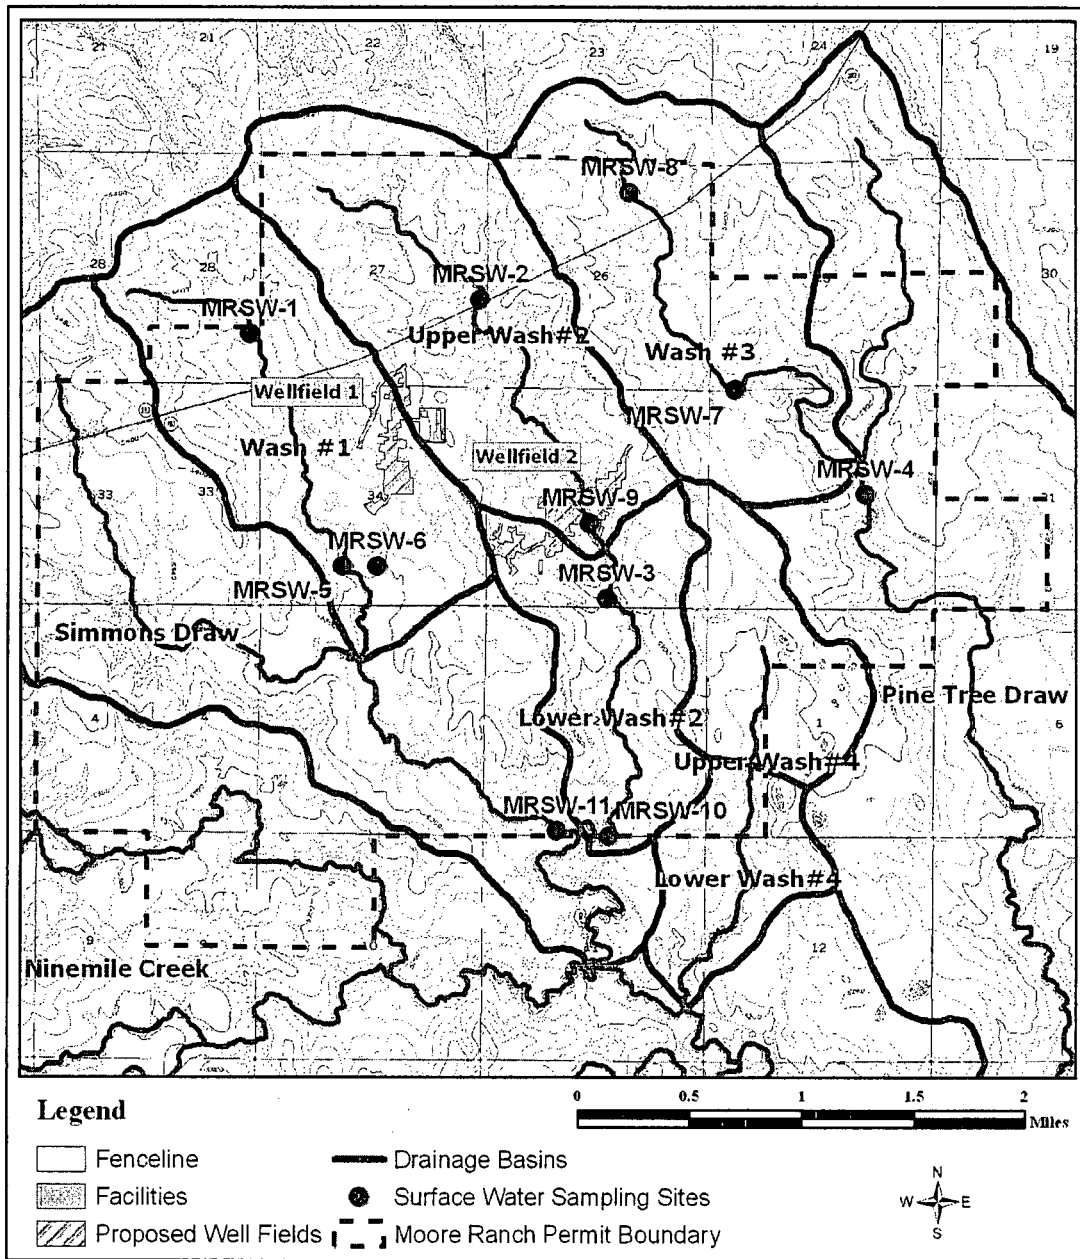 21
21
22
23
24
19
MRSW-8
28
28
27
MRSW-2
26
30
MRSW-1
Upper Wash#2
Wash #3
Wellfield 1
MRSW-7
Wash #1
Wellfield 2
MRSW-4
33
33
34
MRSW-9
31
MRSW-6
MRSW-3
MRSW-5
Simmons Draw
Pine Tree Draw
4
Lower Wash#2
1
6
Upper Wash#4
MRSW-11
MRSW-10
Lower Wash#4
9
12
Ninemile Creek
Legend
0 0.5 1 1.5 2
Miles
Fenceline
Drainage Basins
Facilities
Surface Water Sampling Sites
Proposed Well Fields
Moore Ranch Permit Boundary
N
W E
S